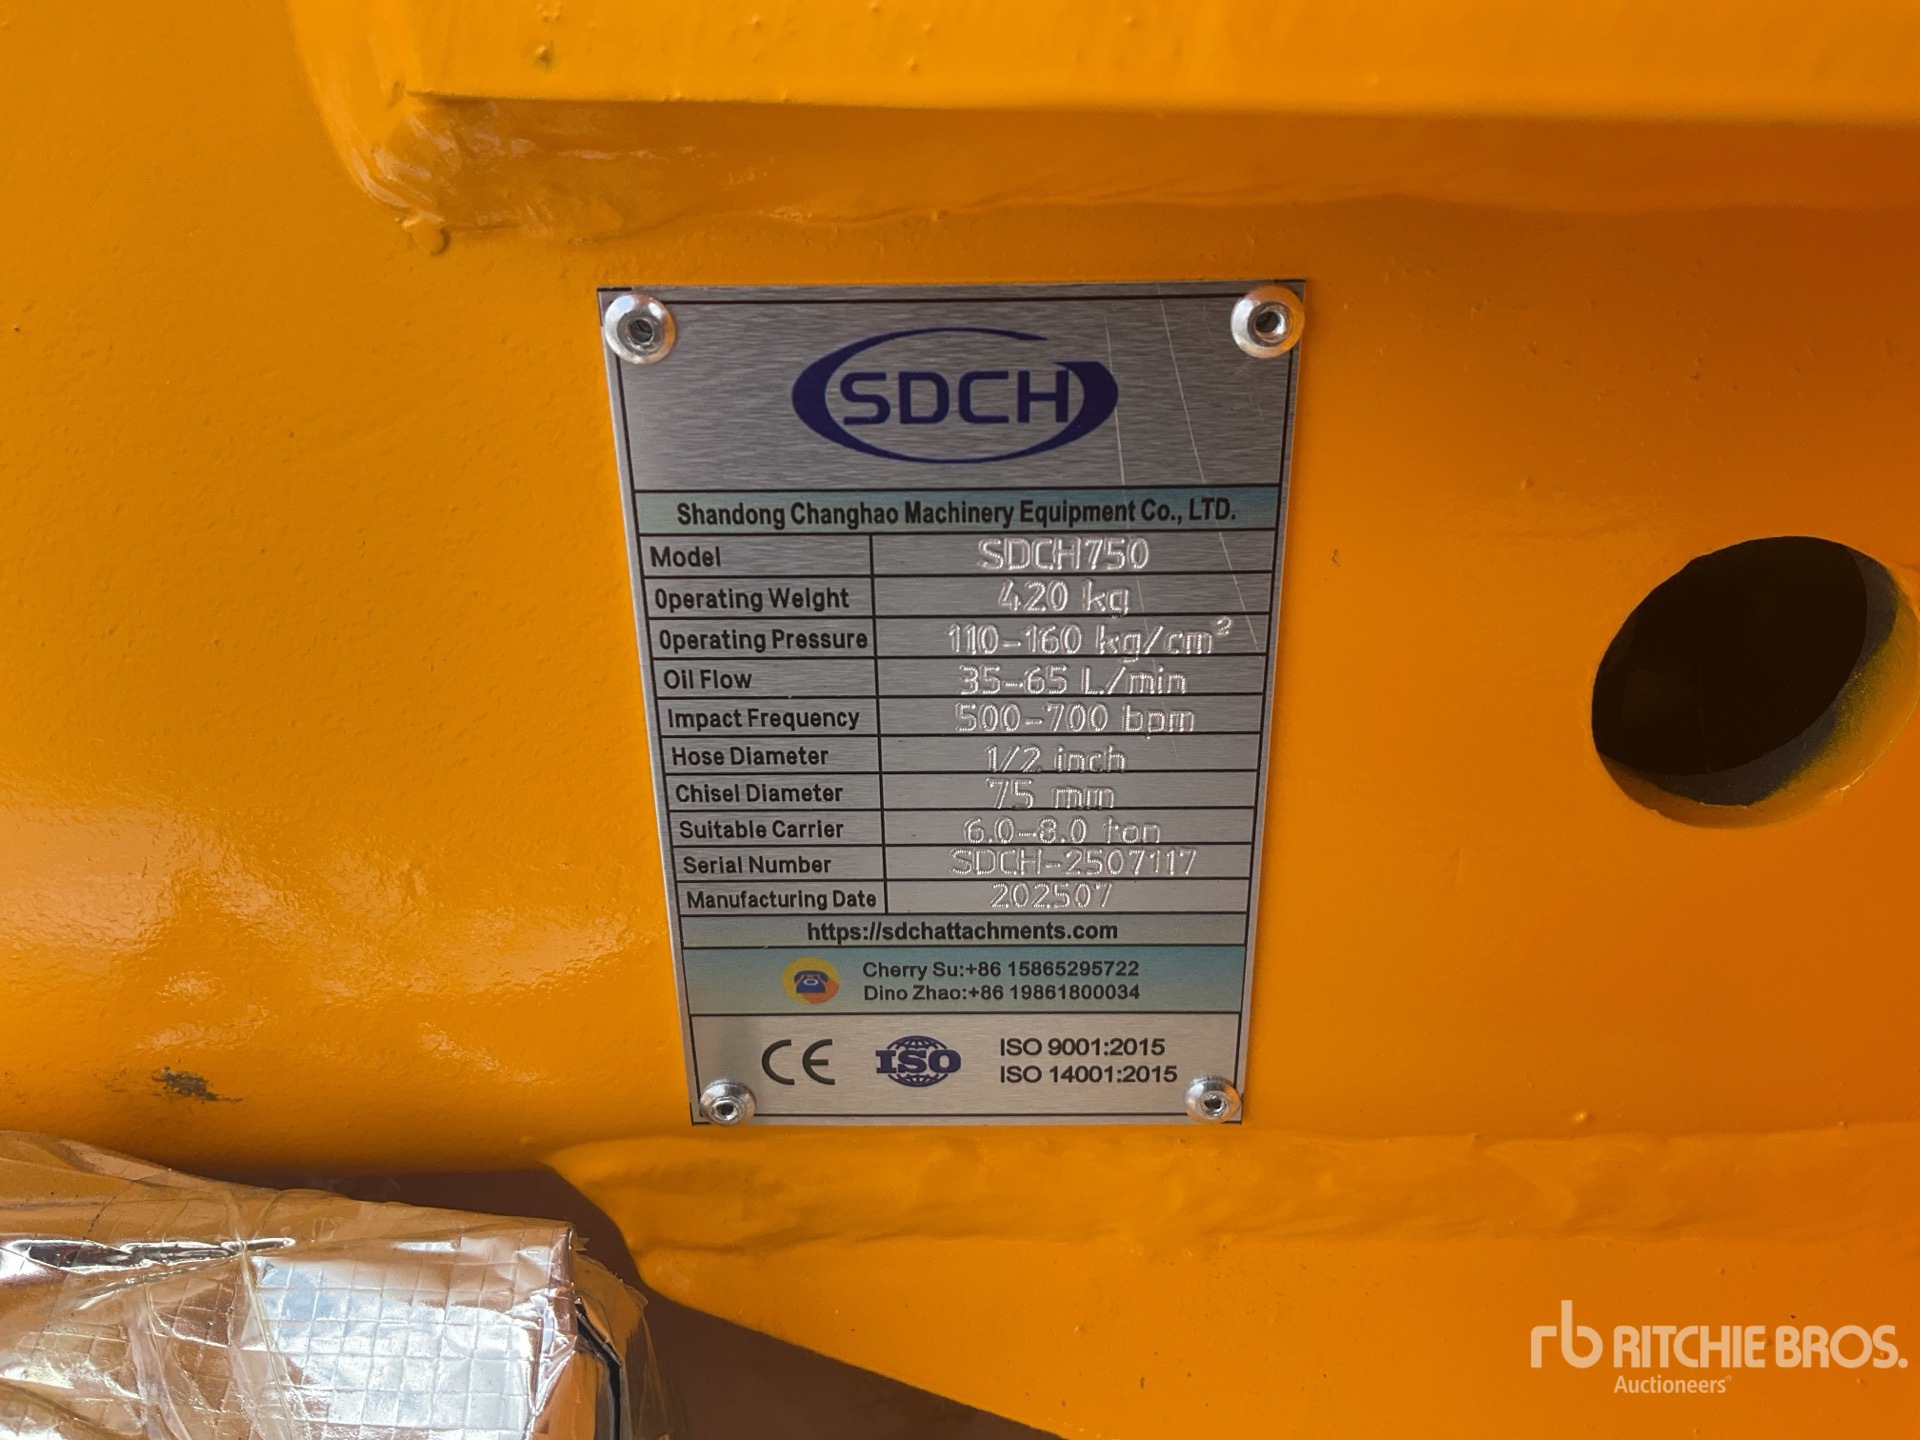 SDCH
Shandong Changhao Machinery Equipment Co., LTD.
Model SDCH750
Operating Weight 420 kg
Operating Pressure 110-160 kg/cm²
Oil Flow 35-65 L/min
Impact Frequency 500-700 bpm
Hose Diameter 1/2 inch
Chisel Diameter 75 mm
Suitable Carrier 6.0-8.0 ton
Serial Number SDCH-2507117
Manufacturing Date 202507
https://sdchattachments.com
Cherry Su:+86 15865295722
Dino Zhao:+86 19861800034
CE ISO ISO 9001:2015
ISO 14001:2015
rb RITCHIE BROS.
Auctioneers®